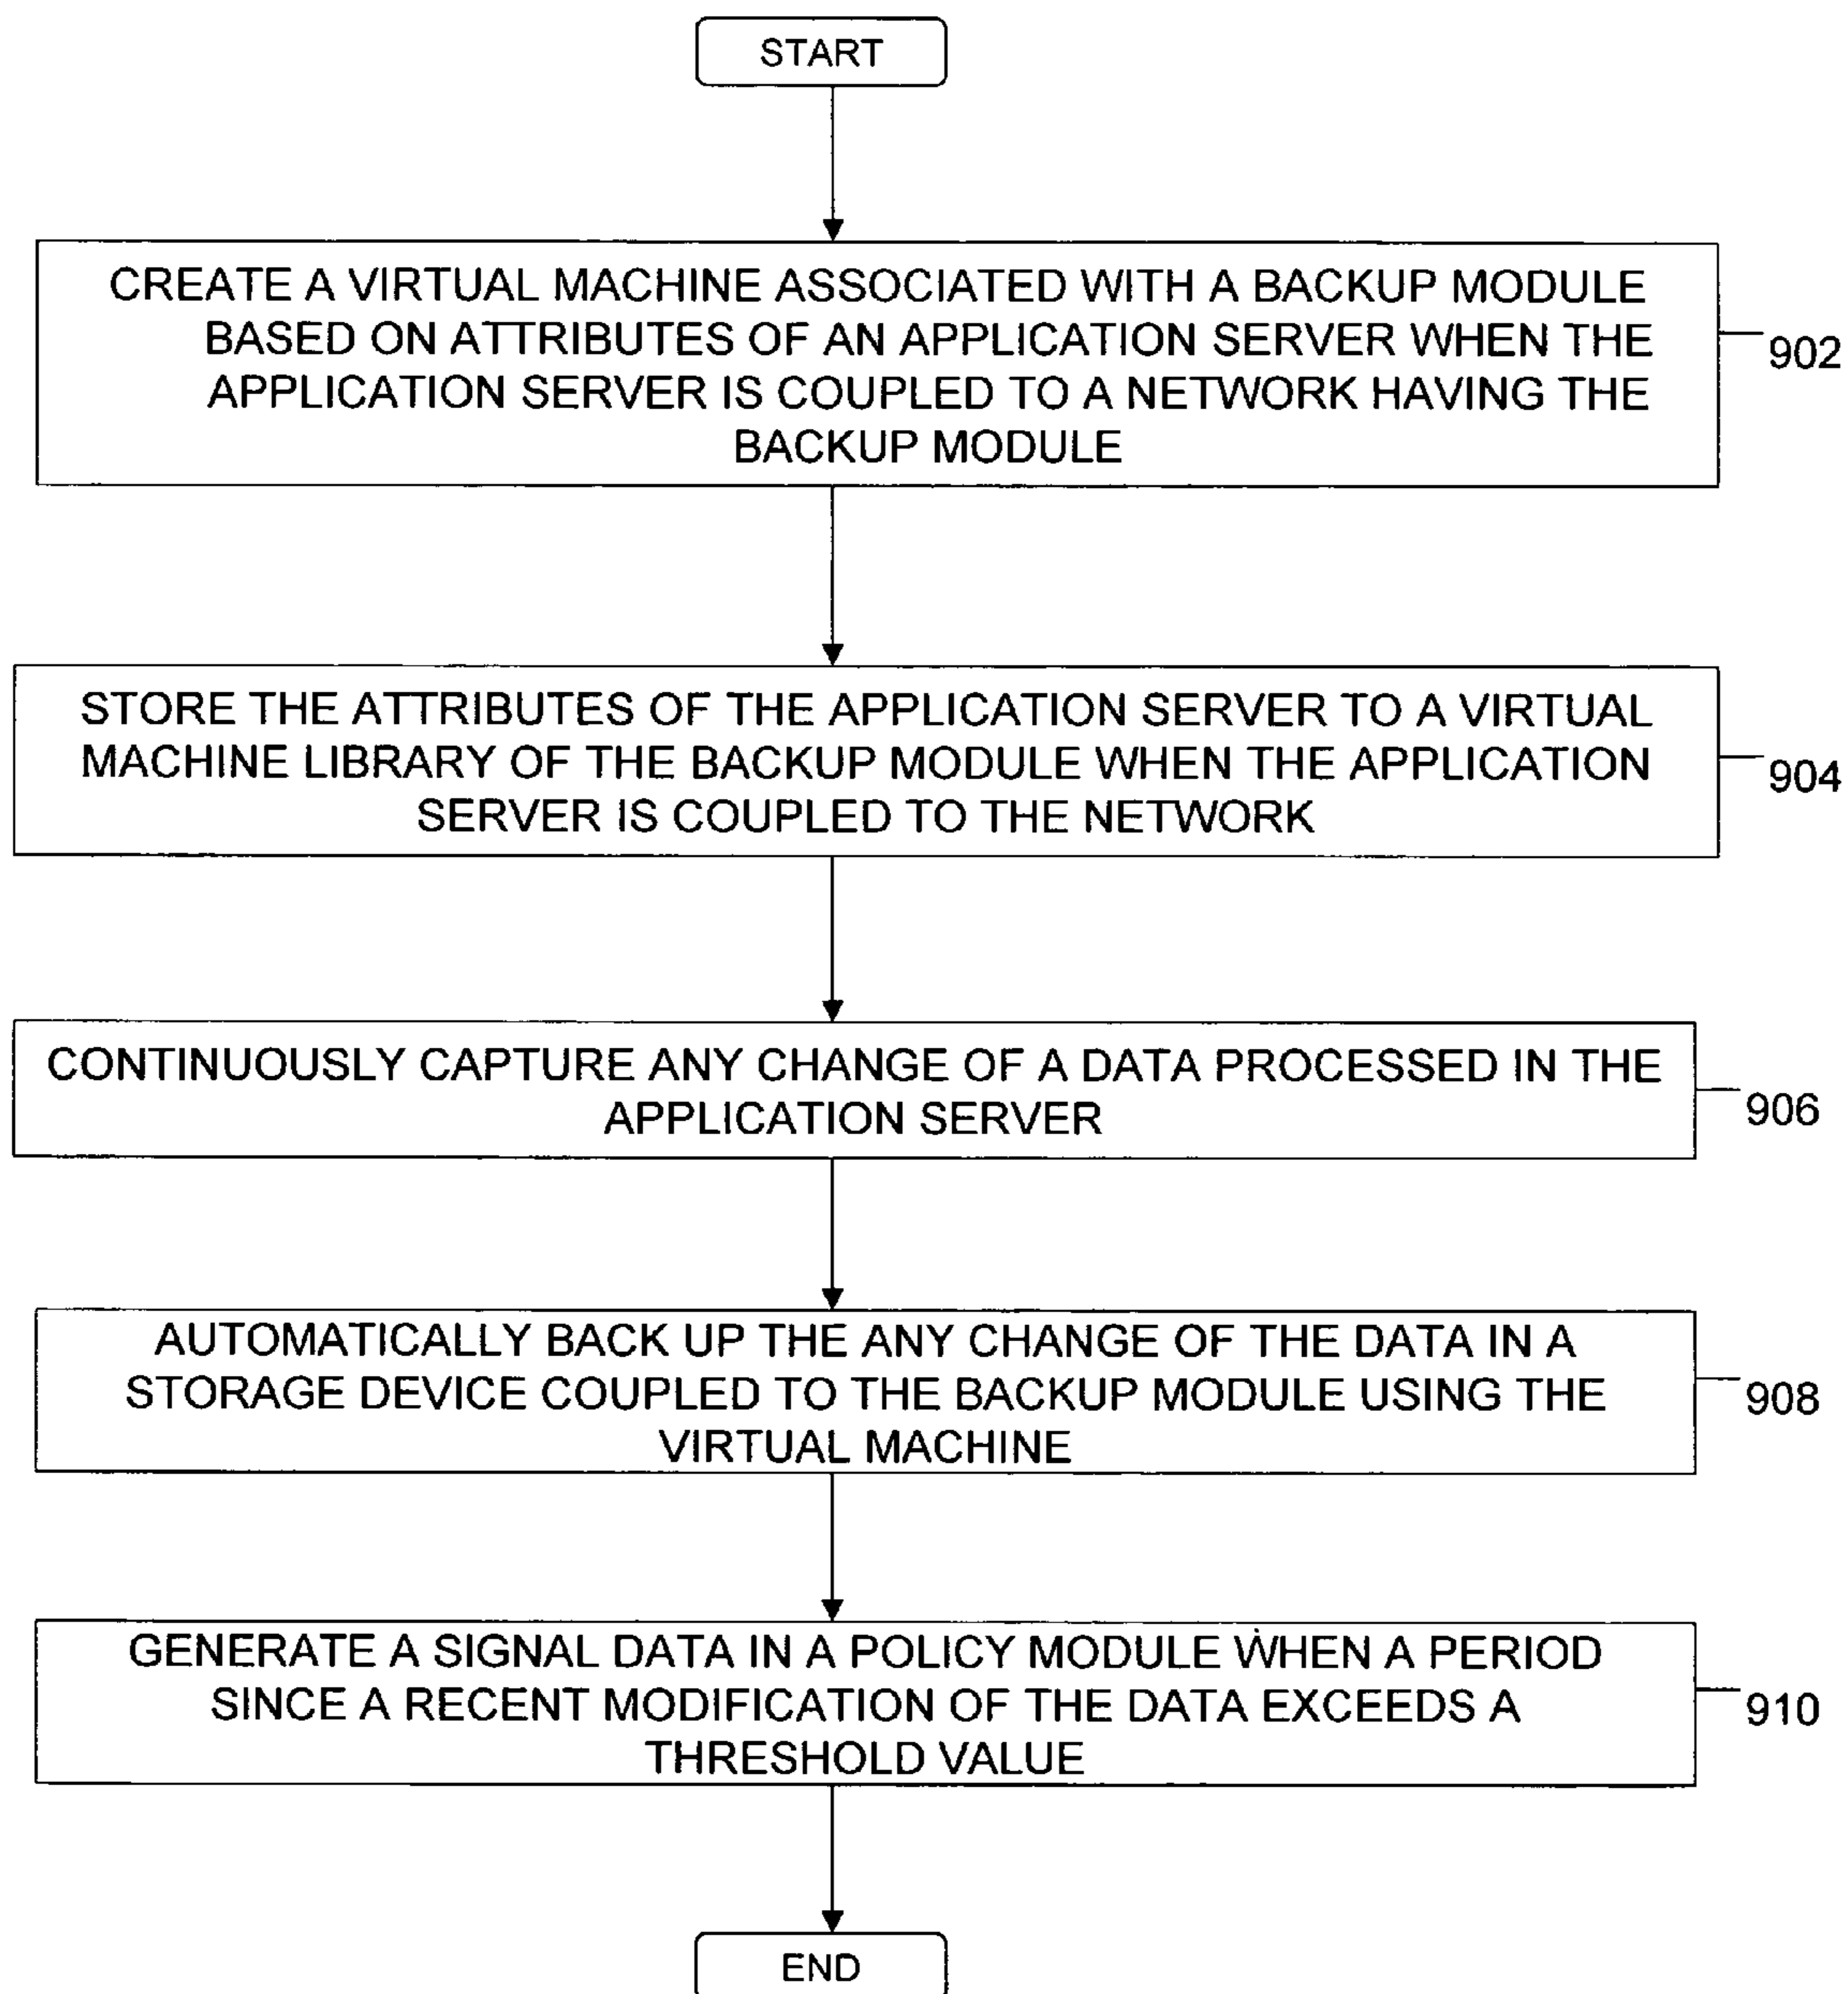 START
CREATE A VIRTUAL MACHINE ASSOCIATED WITH A BACKUP MODULE
BASED ON ATTRIBUTES OF AN APPLICATION SERVER WHEN THE
APPLICATION SERVER IS COUPLED TO A NETWORK HAVING THE
BACKUP MODULE
902
STORE THE ATTRIBUTES OF THE APPLICATION SERVER TO A VIRTUAL
MACHINE LIBRARY OF THE BACKUP MODULE WHEN THE APPLICATION
SERVER IS COUPLED TO THE NETWORK
904
CONTINUOUSLY CAPTURE ANY CHANGE OF A DATA PROCESSED IN THE
APPLICATION SERVER
906
AUTOMATICALLY BACK UP THE ANY CHANGE OF THE DATA IN A
STORAGE DEVICE COUPLED TO THE BACKUP MODULE USING THE
VIRTUAL MACHINE
908
GENERATE A SIGNAL DATA IN A POLICY MODULE WHEN A PERIOD
SINCE A RECENT MODIFICATION OF THE DATA EXCEEDS A
THRESHOLD VALUE
910
END